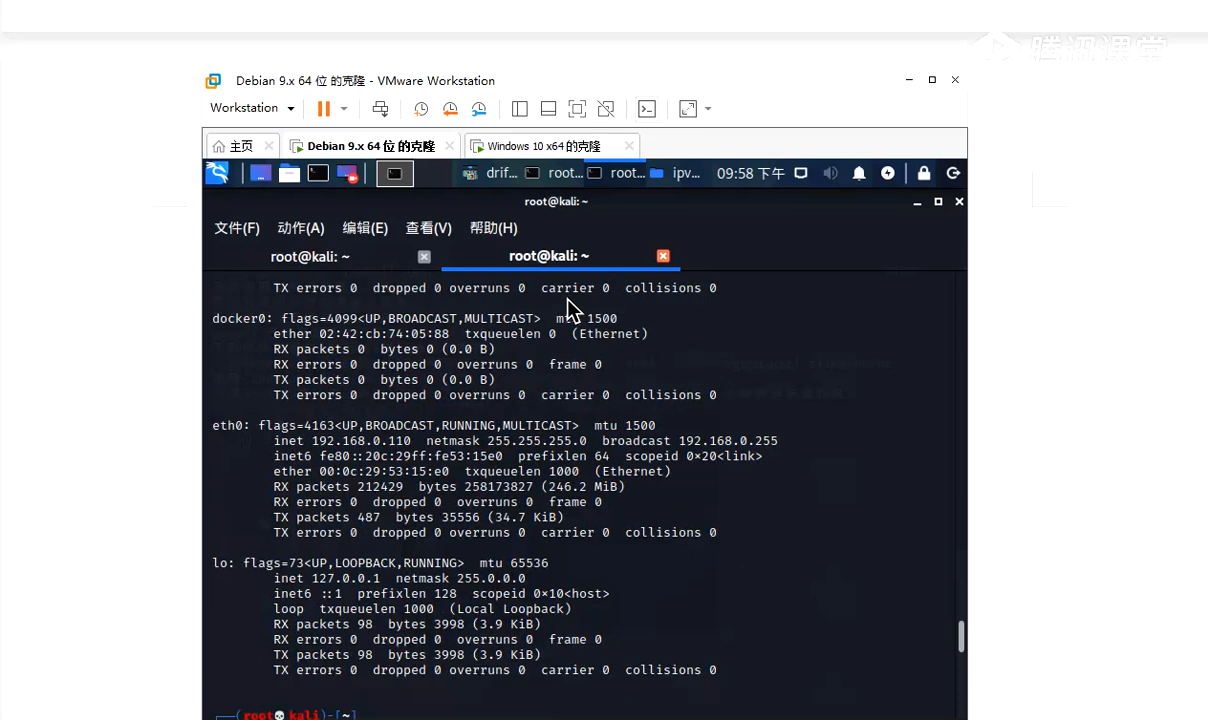 腾讯课堂
Debian 9.x 64 位 的克隆 - VMware Workstation
Workstation
主页 Debian 9.x 64 位 的克隆 Windows 10 x64 的克隆
drif... root... root... ipv... 09:58 下午
root@kali: ~
文件(F) 动作(A) 编辑(E) 查看(V) 帮助(H)
root@kali: ~ root@kali: ~
TX errors 0  dropped 0 overruns 0  carrier 0  collisions 0
docker0: flags=4099<UP,BROADCAST,MULTICAST>  mtu 1500
ether 02:42:cb:74:05:88  txqueuelen 0  (Ethernet)
RX packets 0  bytes 0 (0.0 B)
RX errors 0  dropped 0  overruns 0  frame 0
TX packets 0  bytes 0 (0.0 B)
TX errors 0  dropped 0 overruns 0  carrier 0  collisions 0
eth0: flags=4163<UP,BROADCAST,RUNNING,MULTICAST>  mtu 1500
inet 192.168.0.110  netmask 255.255.255.0  broadcast 192.168.0.255
inet6 fe80::20c:29ff:fe53:15e0  prefixlen 64  scopeid 0×20<link>
ether 00:0c:29:53:15:e0  txqueuelen 1000  (Ethernet)
RX packets 212429  bytes 258173827 (246.2 MiB)
RX errors 0  dropped 0  overruns 0  frame 0
TX packets 487  bytes 35556 (34.7 KiB)
TX errors 0  dropped 0 overruns 0  carrier 0  collisions 0
lo: flags=73<UP,LOOPBACK,RUNNING>  mtu 65536
inet 127.0.0.1  netmask 255.0.0.0
inet6 ::1  prefixlen 128  scopeid 0×10<host>
loop  txqueuelen 1000  (Local Loopback)
RX packets 98  bytes 3998 (3.9 KiB)
RX errors 0  dropped 0  overruns 0  frame 0
TX packets 98  bytes 3998 (3.9 KiB)
TX errors 0  dropped 0 overruns 0  carrier 0  collisions 0
┌──(root💀kali)-[~]